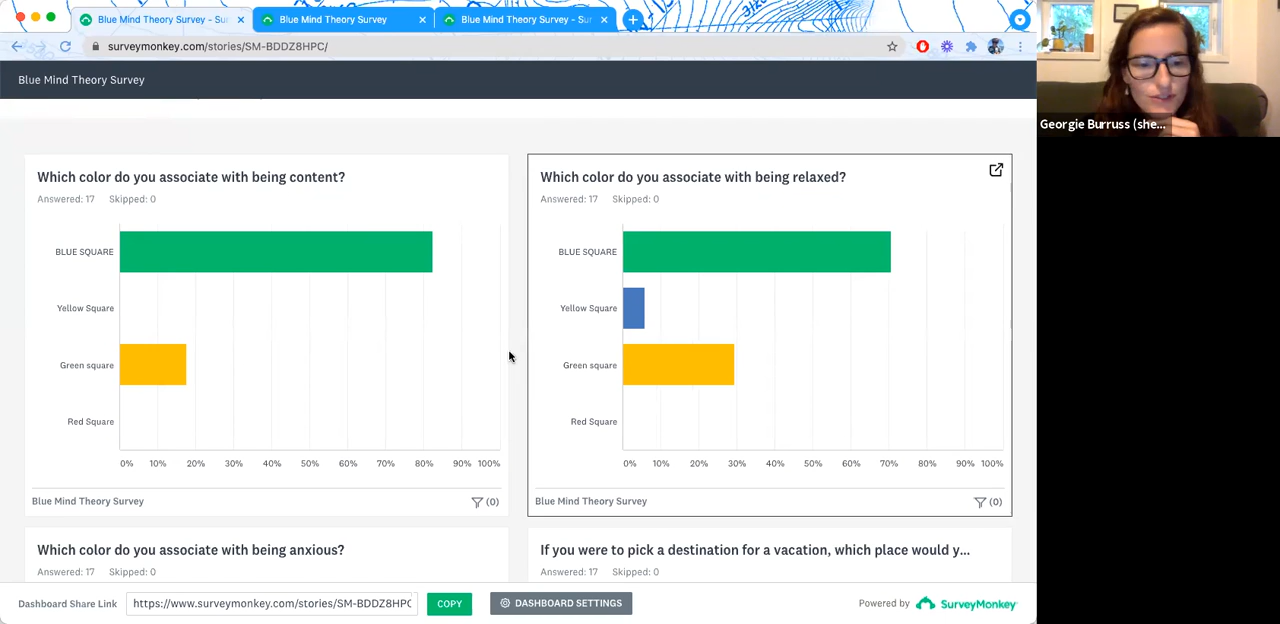 Blue Mind Theory Survey - Su
Blue Mind Theory Survey
Blue Mind Theory Survey - Sur
surveymonkey.com/stories/SM-BDDZ8HPC/
Georgie Burruss (she...
Blue Mind Theory Survey
Which color do you associate with being content?
Answered: 17 Skipped: 0
BLUE SQUARE
Yellow Square
Green square
Red Square
0% 10% 20% 30% 40% 50% 60% 70% 80% 90% 100%
Blue Mind Theory Survey
(0)
Which color do you associate with being relaxed?
Answered: 17 Skipped: 0
BLUE SQUARE
Yellow Square
Green square
Red Square
0% 10% 20% 30% 40% 50% 60% 70% 80% 90% 100%
Blue Mind Theory Survey
(0)
Which color do you associate with being anxious?
Answered: 17 Skipped: 0
If you were to pick a destination for a vacation, which place would y...
Answered: 17 Skipped: 0
Dashboard Share Link
https://www.surveymonkey.com/stories/SM-BDDZ8HPC
COPY
DASHBOARD SETTINGS
Powered by SurveyMonkey